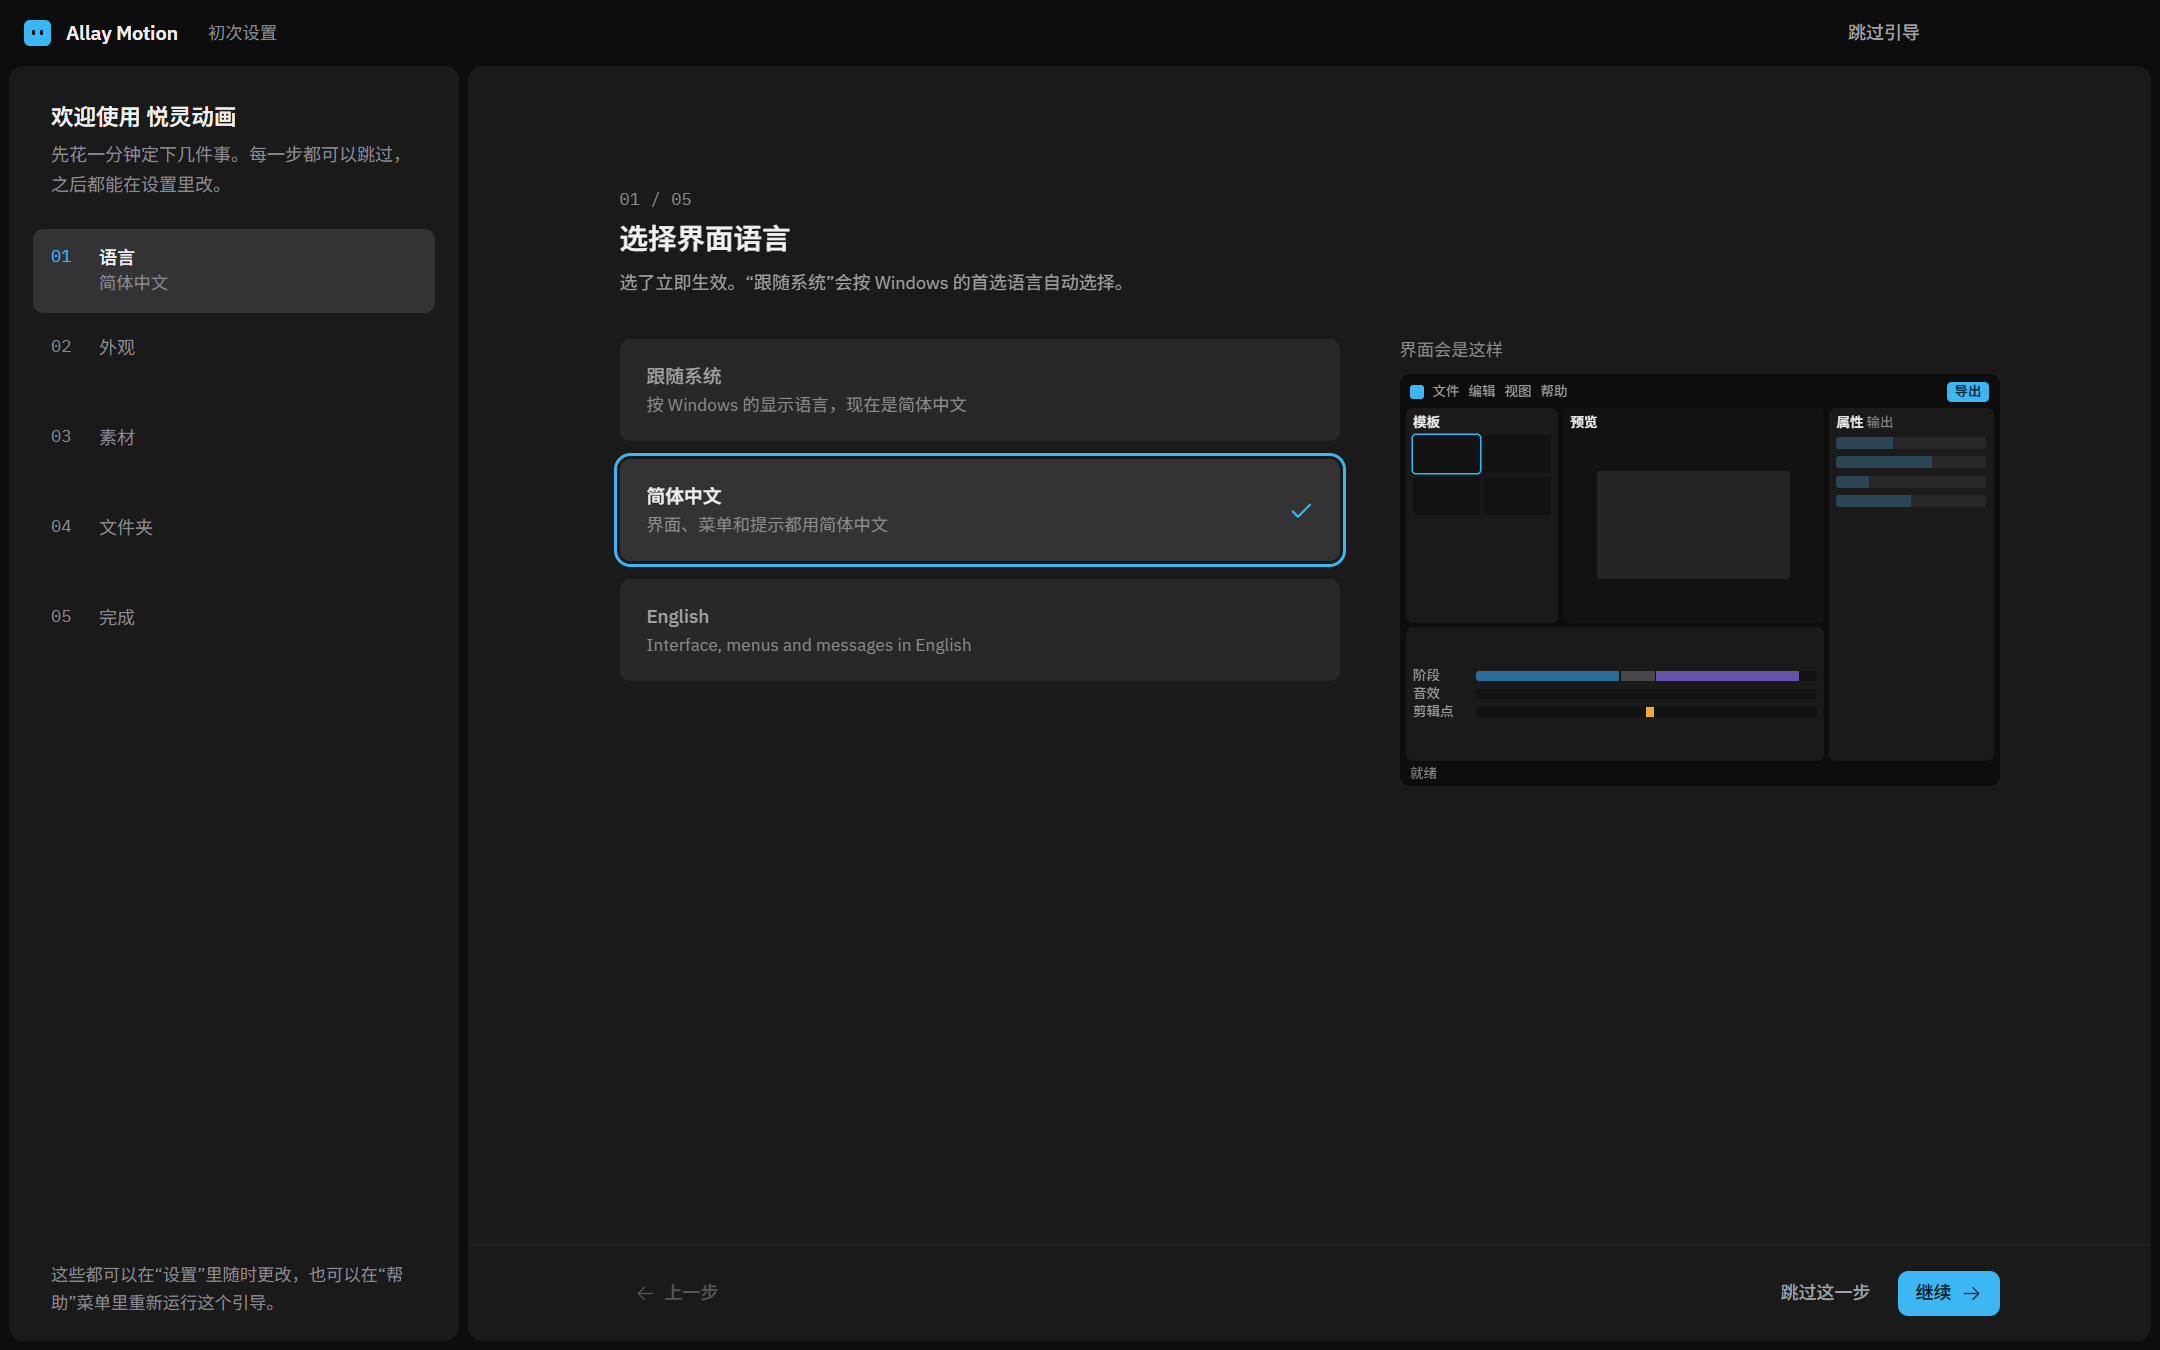 Allay Motion
初次设置
跳过引导
欢迎使用 悦灵动画
先花一分钟定下几件事。每一步都可以跳过，
之后都能在设置里改。
01 语言
简体中文
02 外观
03 素材
04 文件夹
05 完成
这些都可以在“设置”里随时更改，也可以在“帮
助”菜单里重新运行这个引导。
01 / 05
选择界面语言
选了立即生效。“跟随系统”会按 Windows 的首选语言自动选择。
跟随系统
按 Windows 的显示语言，现在是简体中文
简体中文
界面、菜单和提示都用简体中文
English
Interface, menus and messages in English
界面会是这样
文件 编辑 视图 帮助
导出
模板
预览
属性 输出
阶段
音效
剪辑点
就绪
上一步
跳过这一步
继续